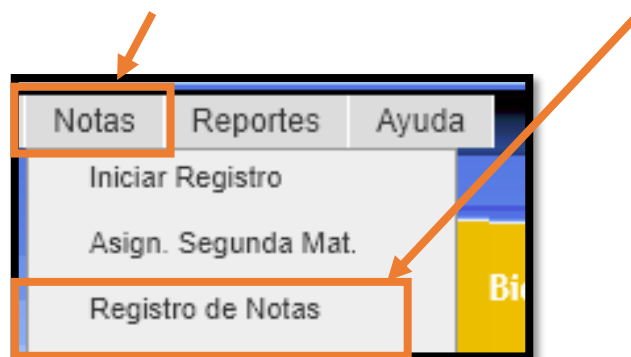 Notas Reportes Ayuda
Iniciar Registro
Asign. Segunda Mat.
Registro de Notas